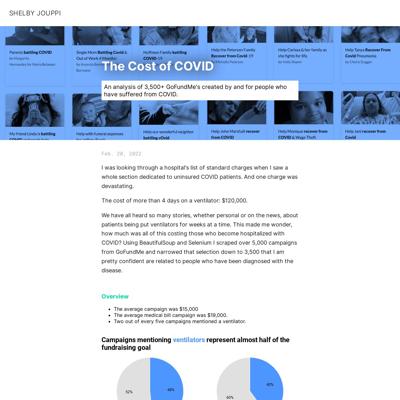 SHELBY JOUPPI
Parents battling COVID
Single Mom Battling Covid &
Out of Work 4 Months
Hoffman Family battling
COVID-19
Help the Peterson Family
Recover from Covid-19
Help Carissa & her family as
Help Tanya Recover From
Covid Pneumonia
The Cost of COVID
An analysis of 3,500+ GoFundMe's created by and for people who
have suffered from COVID.
My friend Linda's battling
Help with funeral expenses
Help our wonderful neighbor
battling c0vid
Help John Marshall recover
from COVID
COVID & Wage Theft
Help Jani recover from
Covid
Feb. 20, 2022
I was looking through a hospital's list of standard charges when I saw a
whole section dedicated to uninsured COVID patients. And one charge was
devastating.
The cost of more than 4 days on a ventilator: $120,000.
We have all heard so many stories, whether personal or on the news, about
patients being put ventilators for weeks at a time. This made me wonder,
how much was all of this costing those who become hospitalized with
COVID? Using BeautifulSoup and Selenium I scraped over 5,000 campaigns
from GoFundMe and narrowed that selection down to 3,500 that I am
pretty confident are related to people who have been diagnosed with the
disease.
Overview
The average campaign was $15,000
The average medical bill campaign was $19,000.
Two out of every five campaigns mentioned a ventilator.
Campaigns mentioning ventilators represent almost half of the
fundraising goal
52%
48%
60%
40%